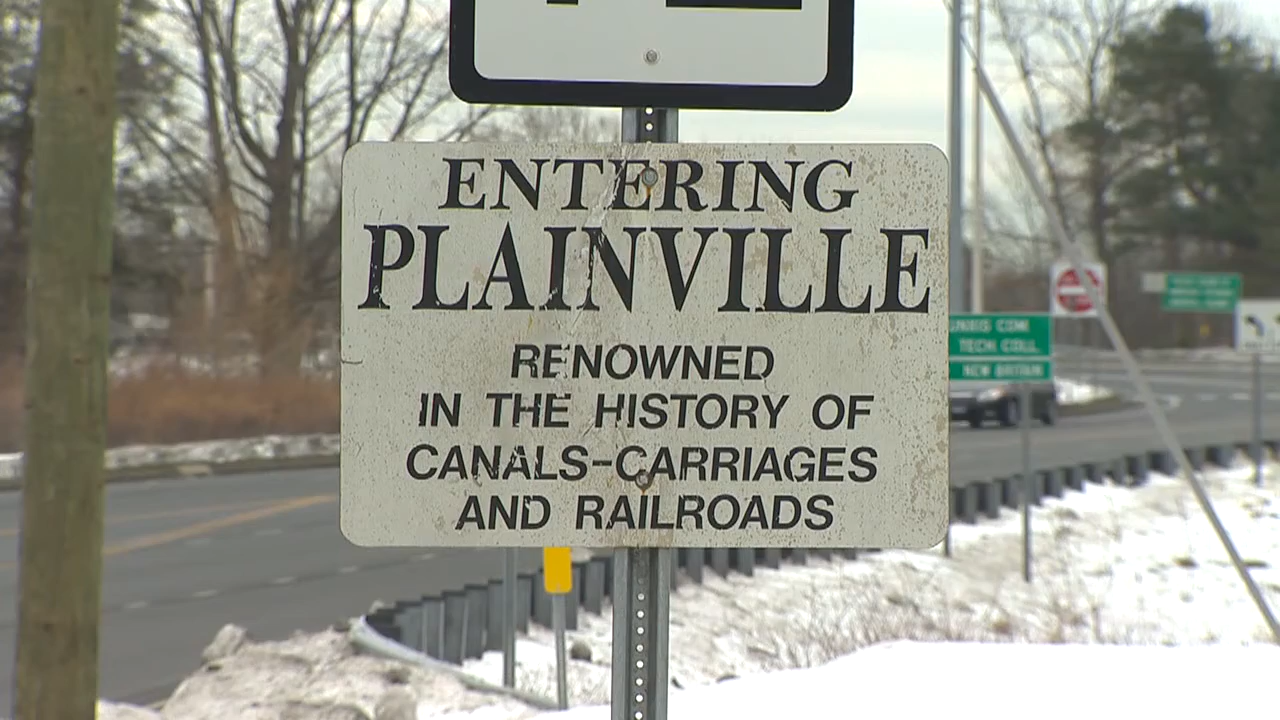 ENTERING
PLAINVILLE
RENOWNED
IN THE HISTORY OF
CANALS-CARRIAGES
AND RAILROADS
TECH COLL
NEW BRITAIN